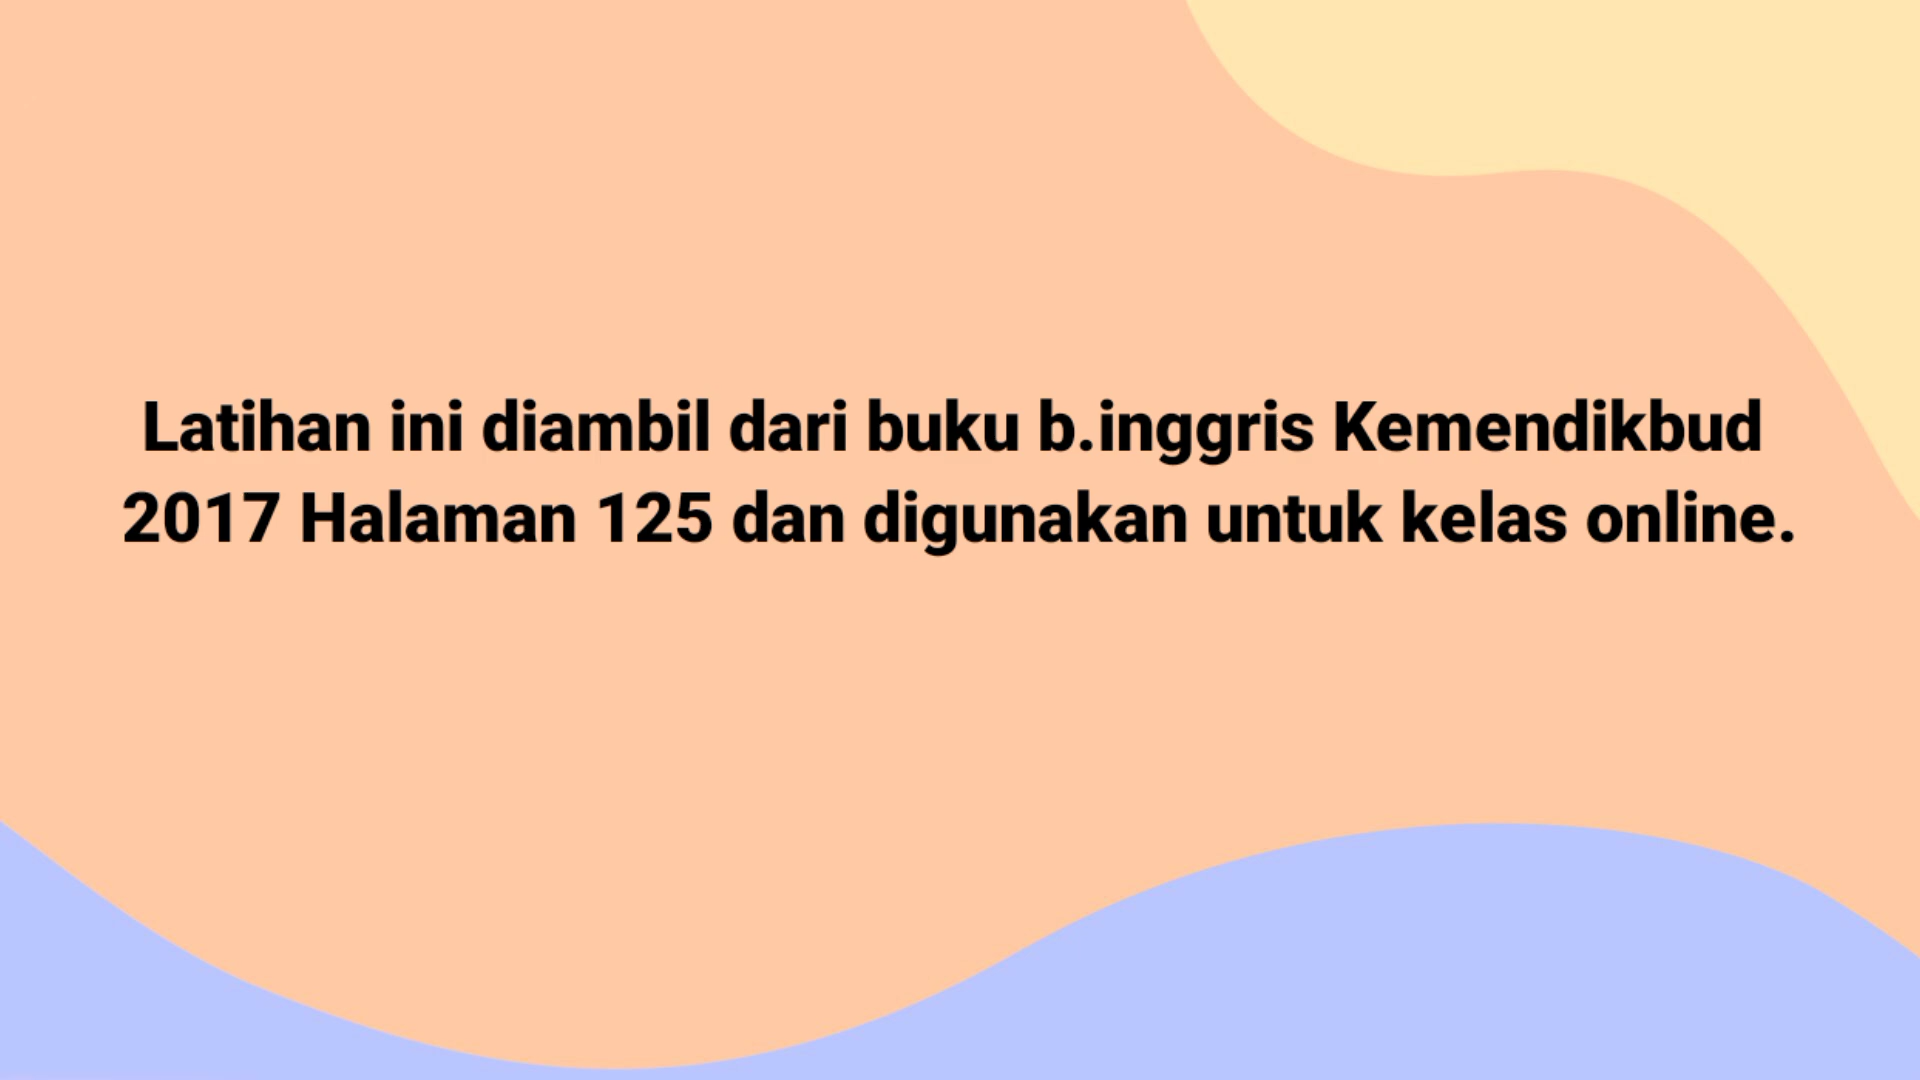 Latihan ini diambil dari buku b.inggris Kemendikbud
2017 Halaman 125 dan digunakan untuk kelas online.